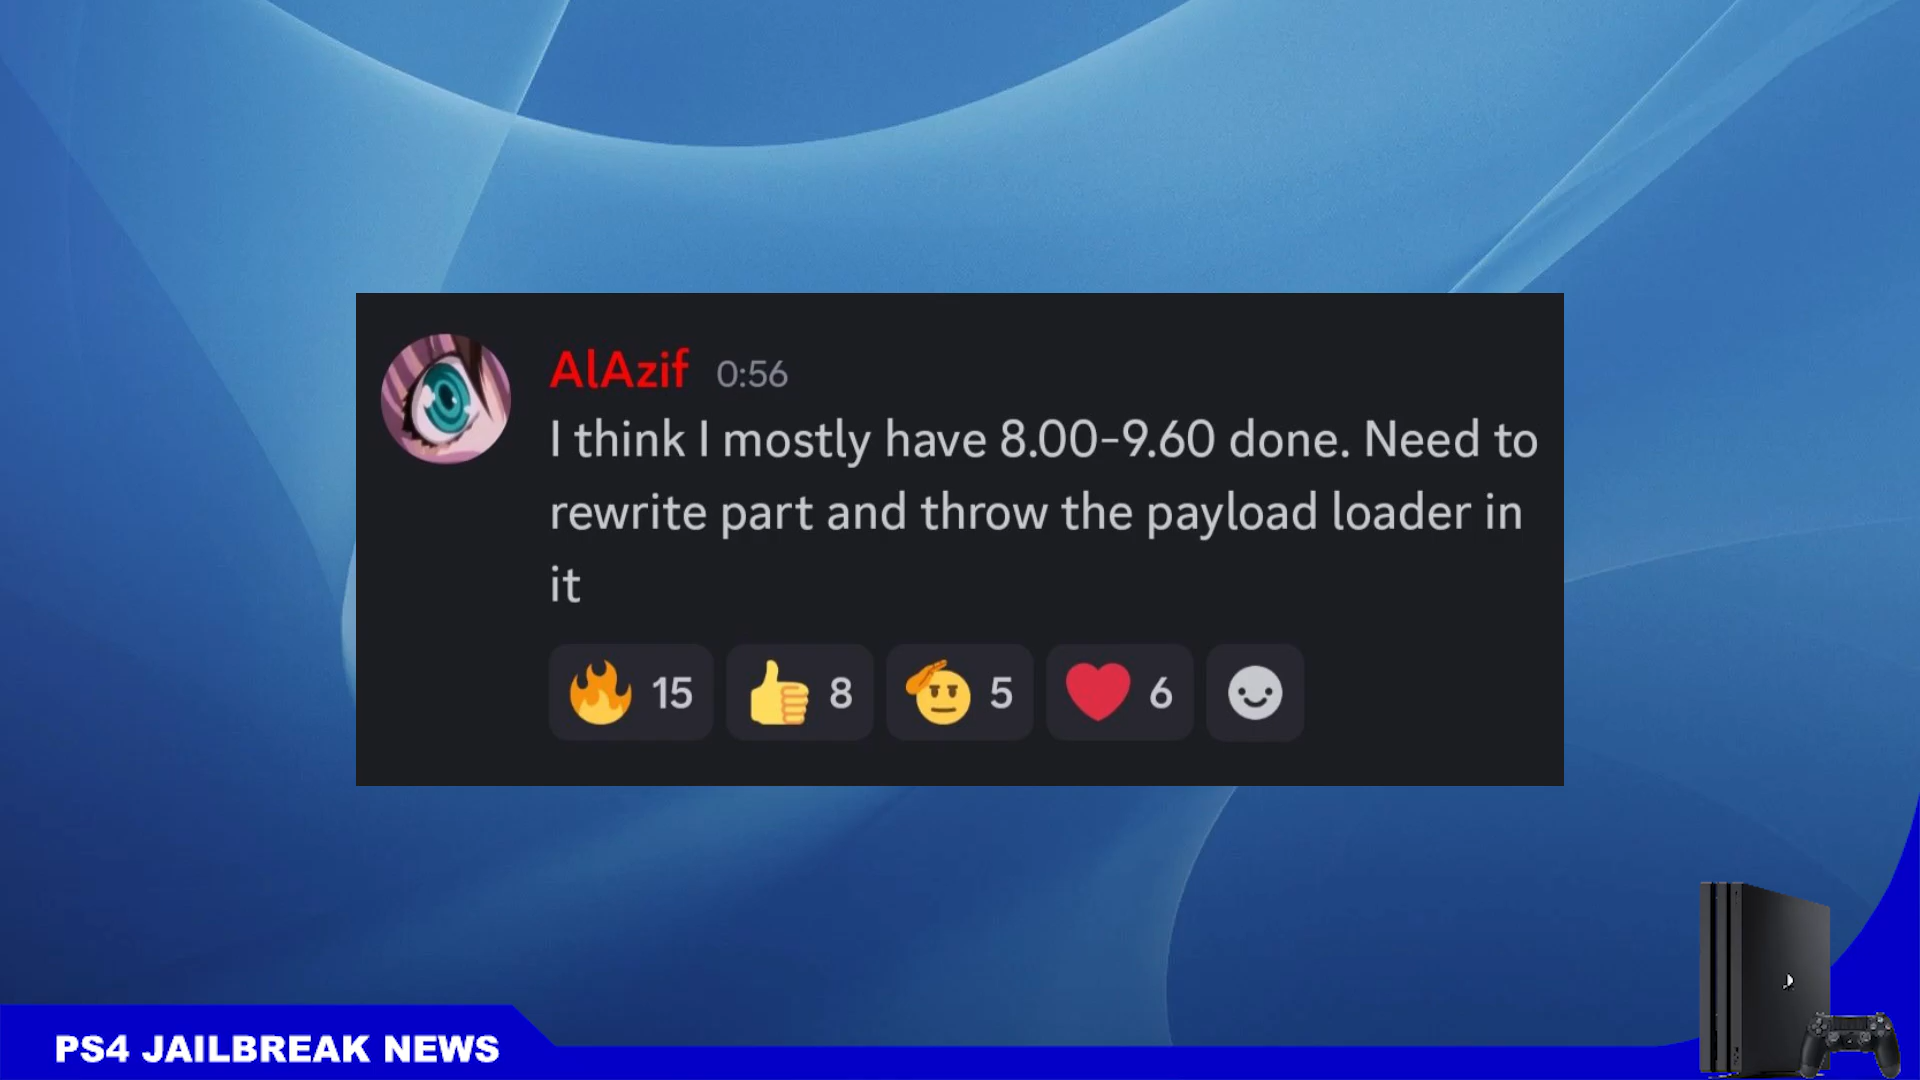 AlAzif 0:56
I think I mostly have 8.00-9.60 done. Need to
rewrite part and throw the payload loader in
it
15 8 5 6
PS4 JAILBREAK NEWS